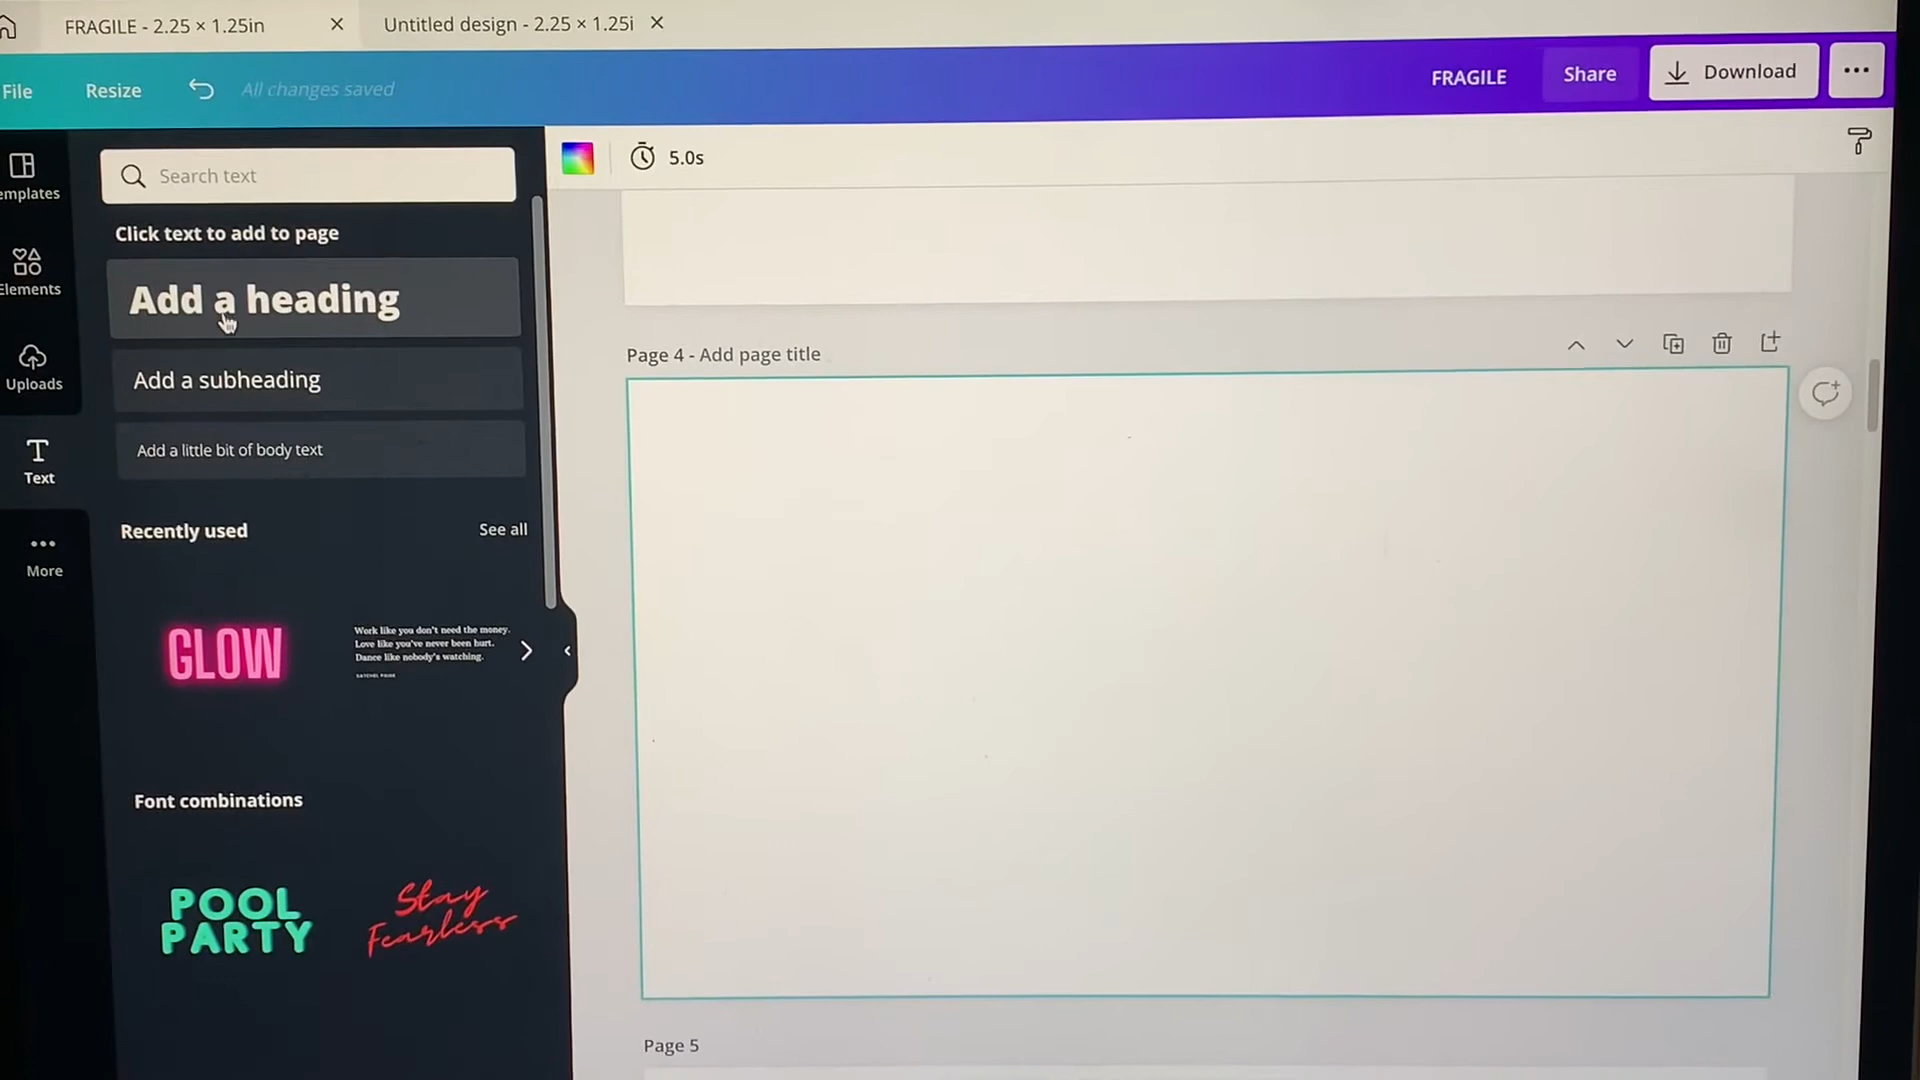 FRAGILE - 2.25 × 1.25in
Untitled design - 2.25 × 1.25i
File
Resize
All changes saved
FRAGILE
Share
Download
emplates
Elements
Uploads
Text
More
Search text
Click text to add to page
Add a heading
Add a subheading
Add a little bit of body text
Recently used
See all
GLOW
Work like you don't need the money.
Love like you've never been hurt.
Dance like nobody's watching.
SATCHEL PAIGE
Font combinations
POOL
PARTY
Stay
Fearless
5.0s
Page 4 - Add page title
Page 5